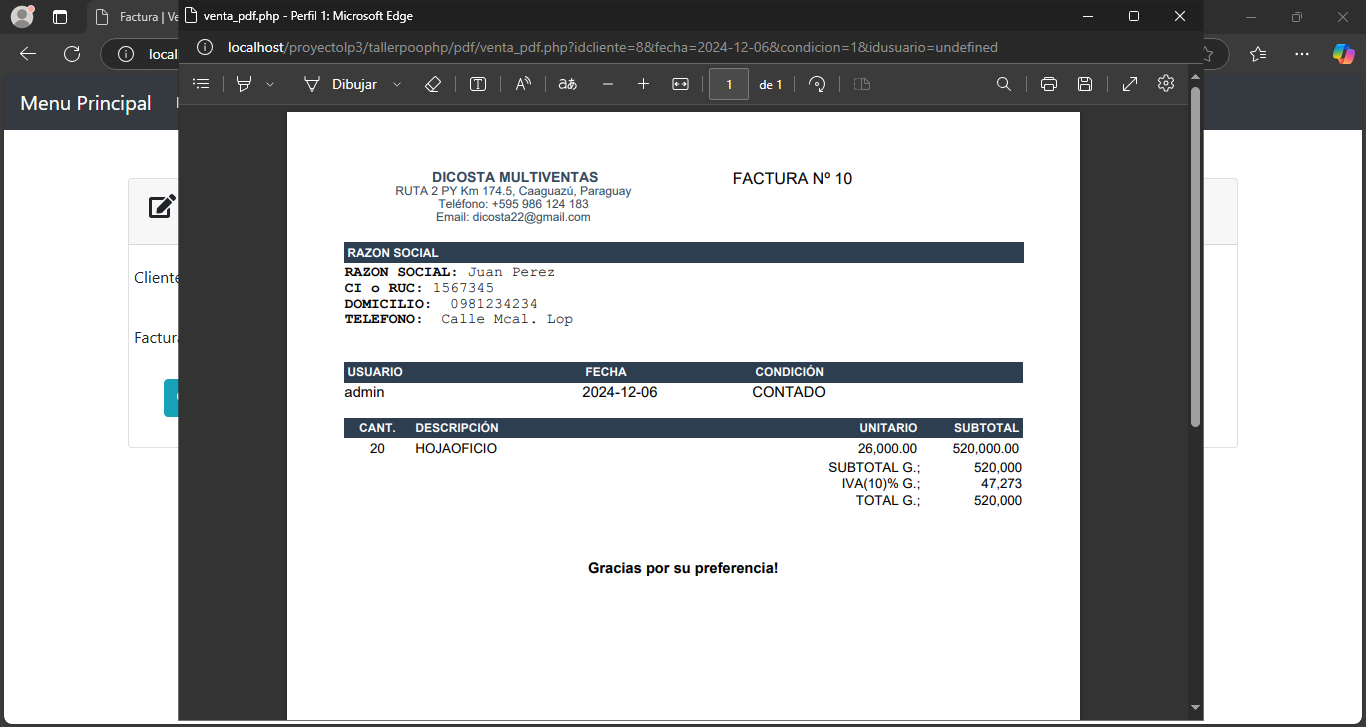 Factura | Ve
venta_pdf.php - Perfil 1: Microsoft Edge
locali
localhost/proyectolp3/tallerpoophp/pdf/venta_pdf.php?idcliente=8&fecha=2024-12-06&condicion=1&idusuario=undefined
Dibujar
aあ
1 de 1
Menu Principal
Cliente
Factura
DICOSTA MULTIVENTAS
RUTA 2 PY Km 174.5, Caaguazú, Paraguay
Teléfono: +595 986 124 183
Email: dicosta22@gmail.com
FACTURA Nº 10
RAZON SOCIAL
RAZON SOCIAL: Juan Perez
CI o RUC: 1567345
DOMICILIO: 0981234234
TELEFONO: Calle Mcal. Lop
USUARIO FECHA CONDICIÓN
admin 2024-12-06 CONTADO
CANT. DESCRIPCIÓN UNITARIO SUBTOTAL
20 HOJAOFICIO 26,000.00 520,000.00
SUBTOTAL G.; 520,000
IVA(10)% G.; 47,273
TOTAL G.; 520,000
Gracias por su preferencia!